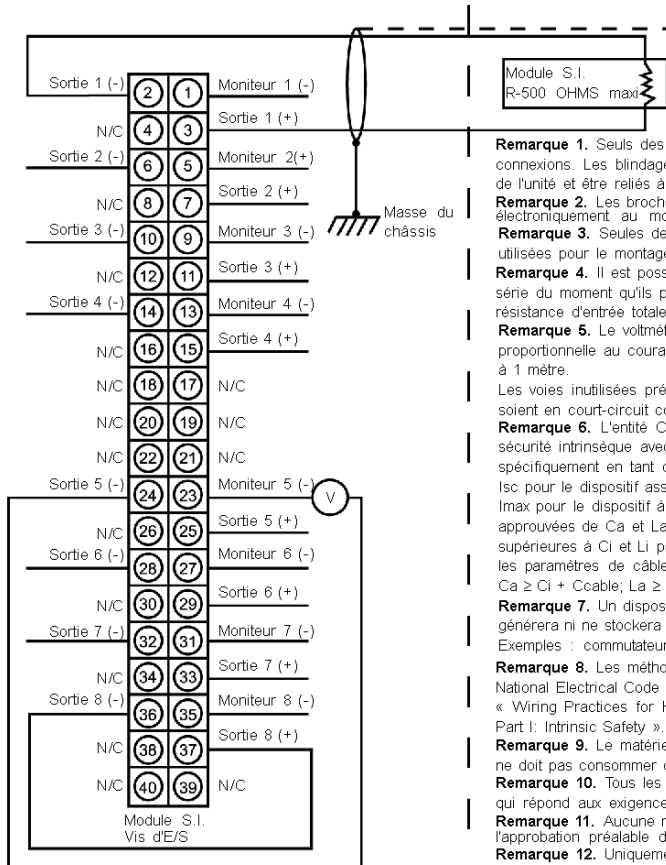 Module S.I.
R-500 OHMS maxi
Sortie 1 (-) 2 1 Moniteur 1 (-)
N/C 4 3 Sortie 1 (+)
Sortie 2 (-) 6 5 Moniteur 2(+)
N/C 8 7 Sortie 2 (+)
Sortie 3 (-) 10 9 Moniteur 3 (-)
N/C 12 11 Sortie 3 (+)
Sortie 4 (-) 14 13 Moniteur 4 (-)
N/C 16 15 Sortie 4 (+)
N/C 18 17 N/C
N/C 20 19 N/C
N/C 22 21 N/C
Sortie 5 (-) 24 23 Moniteur 5 (-) V
N/C 26 25 Sortie 5 (+)
Sortie 6 (-) 28 27 Moniteur 6 (-)
N/C 30 29 Sortie 6 (+)
Sortie 7 (-) 32 31 Moniteur 7 (-)
N/C 34 33 Sortie 7 (+)
Sortie 8 (-) 36 35 Moniteur 8 (-)
N/C 38 37 Sortie 8 (+)
N/C 40 39 N/C
Module S.I.
Vis d'E/S
Masse du
châssis
Remarque 1. Seuls des
connexions. Les blindage
de l'unité et être reliés à
Remarque 2. Les broche
électroniquement au mo
Remarque 3. Seules de
utilisées pour le montage
Remarque 4. Il est poss
série du moment qu'ils p
résistance d'entrée totale
Remarque 5. Le voltmèt
proportionnelle au coura
à 1 mètre.
Les voies inutilisées pré
soient en court-circuit co
Remarque 6. L'entité C
sécurité intrinsèque avec
spécifiquement en tant c
Isc pour le dispositif ass
Imax pour le dispositif à
approuvées de Ca et La
supérieures à Ci et Li po
les paramètres de câble
Ca ≥ Ci + Ccable; La ≥
Remarque 7. Un dispos
générera ni ne stockera
Exemples : commutateur
Remarque 8. Les métho
National Electrical Code
« Wiring Practices for H
Part I: Intrinsic Safety ».
Remarque 9. Le matérie
ne doit pas consommer c
Remarque 10. Tous les
qui répond aux exigence
Remarque 11. Aucune r
l'approbation préalable d
Remarque 12. Uniqueme